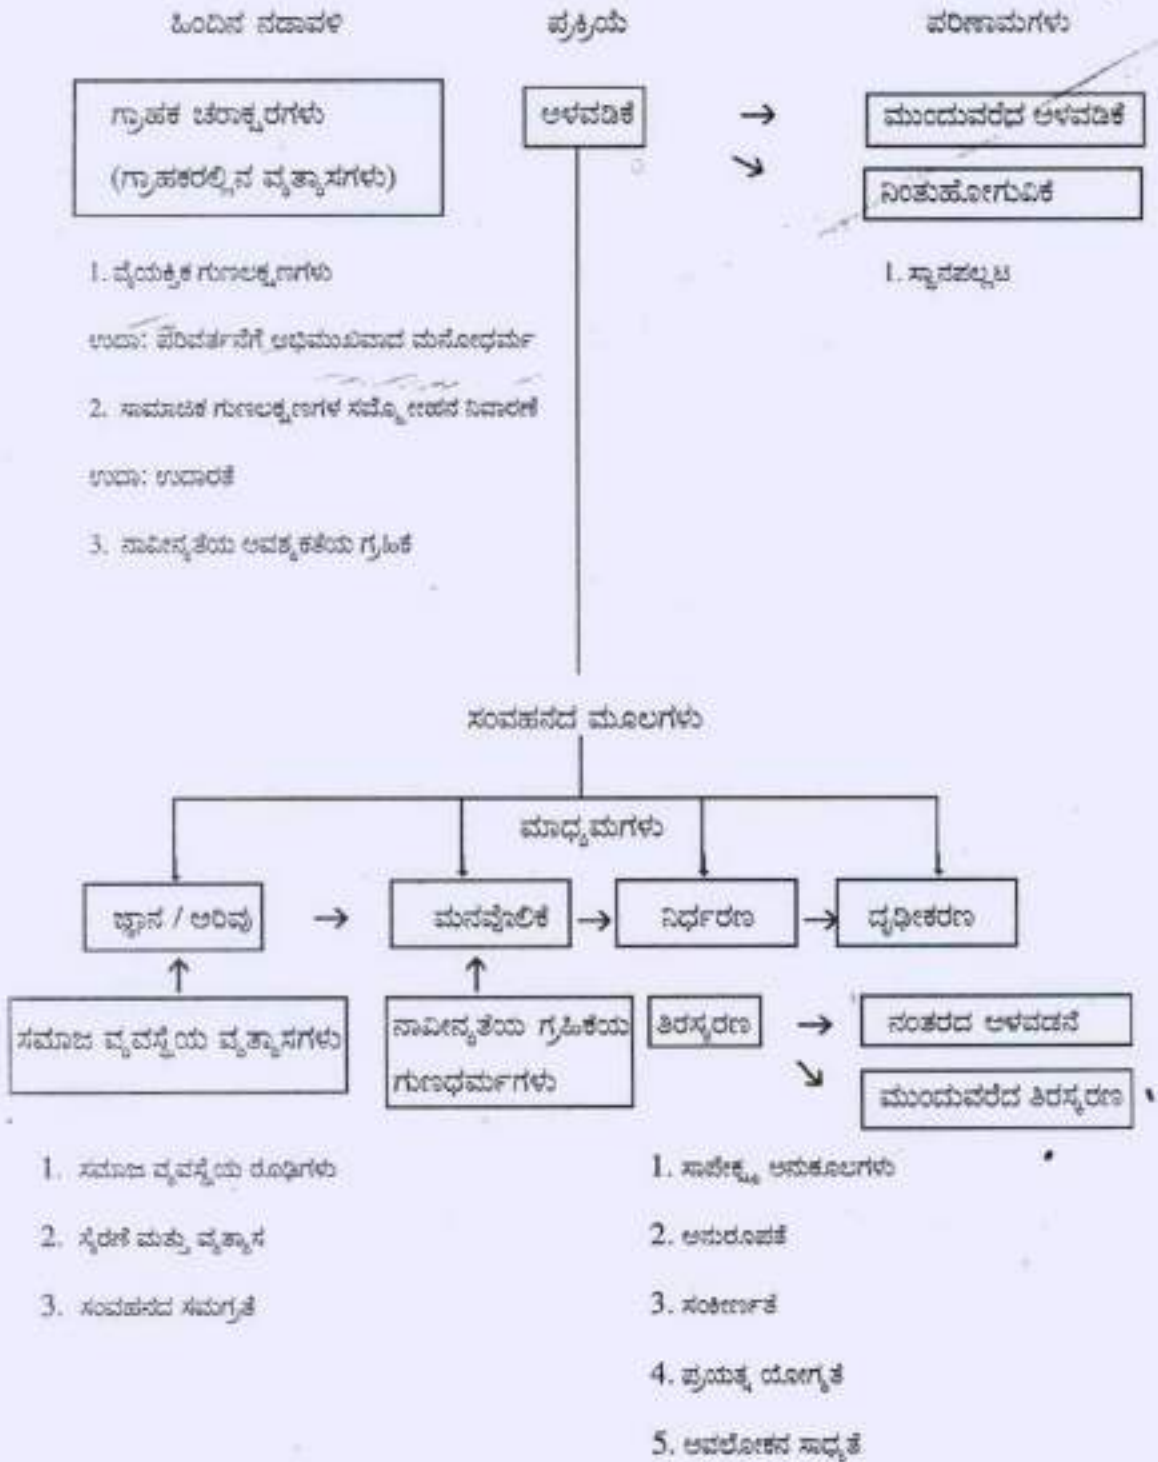 ಹಿಂದಿನ ನಡಾವಳಿ ಪ್ರಕ್ರಿಯೆ ಪರಿಣಾಮಗಳು
ಗ್ರಾಹಕ ಚರಾಕ್ಷರಗಳು
(ಗ್ರಾಹಕರಲ್ಲಿನ ವ್ಯತ್ಯಾಸಗಳು)
ಅಳವಡಿಕೆ → ಮುಂದುವರೆದ ಅಳವಡಿಕೆ
ನಿಂತುಹೋಗುವಿಕೆ
1. ವೈಯಕ್ತಿಕ ಗುಣಲಕ್ಷಣಗಳು
1. ಸ್ಥಾನಪಲ್ಲಟ
ಉದಾ: ಪರಿವರ್ತನೆಗೆ ಅಭಿಮುಖವಾದ ಮನೋಧರ್ಮ
2. ಸಾಮಾಜಿಕ ಗುಣಲಕ್ಷಣಗಳ ಸಮ್ಮೋಹನ ನಿವಾರಣೆ
ಉದಾ: ಉದಾರತೆ
3. ನಾವೀನ್ಯತೆಯ ಅವಶ್ಯಕತೆಯ ಗ್ರಹಿಕೆ
ಸಂವಹನದ ಮೂಲಗಳು
ಮಾಧ್ಯಮಗಳು
ಜ್ಞಾನ / ಅರಿವು → ಮನವೊಲಿಕೆ → ನಿರ್ಧರಣ → ದೃಢೀಕರಣ
ಸಮಾಜ ವ್ಯವಸ್ಥೆಯ ವ್ಯತ್ಯಾಸಗಳು
ನಾವೀನ್ಯತೆಯ ಗ್ರಹಿಕೆಯ
ಗುಣಧರ್ಮಗಳು
ತಿರಸ್ಕರಣ → ನಂತರದ ಅಳವಡನೆ
ಮುಂದುವರೆದ ತಿರಸ್ಕರಣ
1. ಸಮಾಜ ವ್ಯವಸ್ಥೆಯ ರೂಢಿಗಳು
2. ಸ್ಥೆರಣೆ ಮತ್ತು ವ್ಯತ್ಯಾಸ
3. ಸಂವಹನದ ಸಮಗ್ರತೆ
1. ಸಾಪೇಕ್ಷ ಅನುಕೂಲಗಳು
2. ಅನುರೂಪತೆ
3. ಸಂಕೀರ್ಣತೆ
4. ಪ್ರಯತ್ನ ಯೋಗ್ಯತೆ
5. ಅವಲೋಕನ ಸಾಧ್ಯತೆ